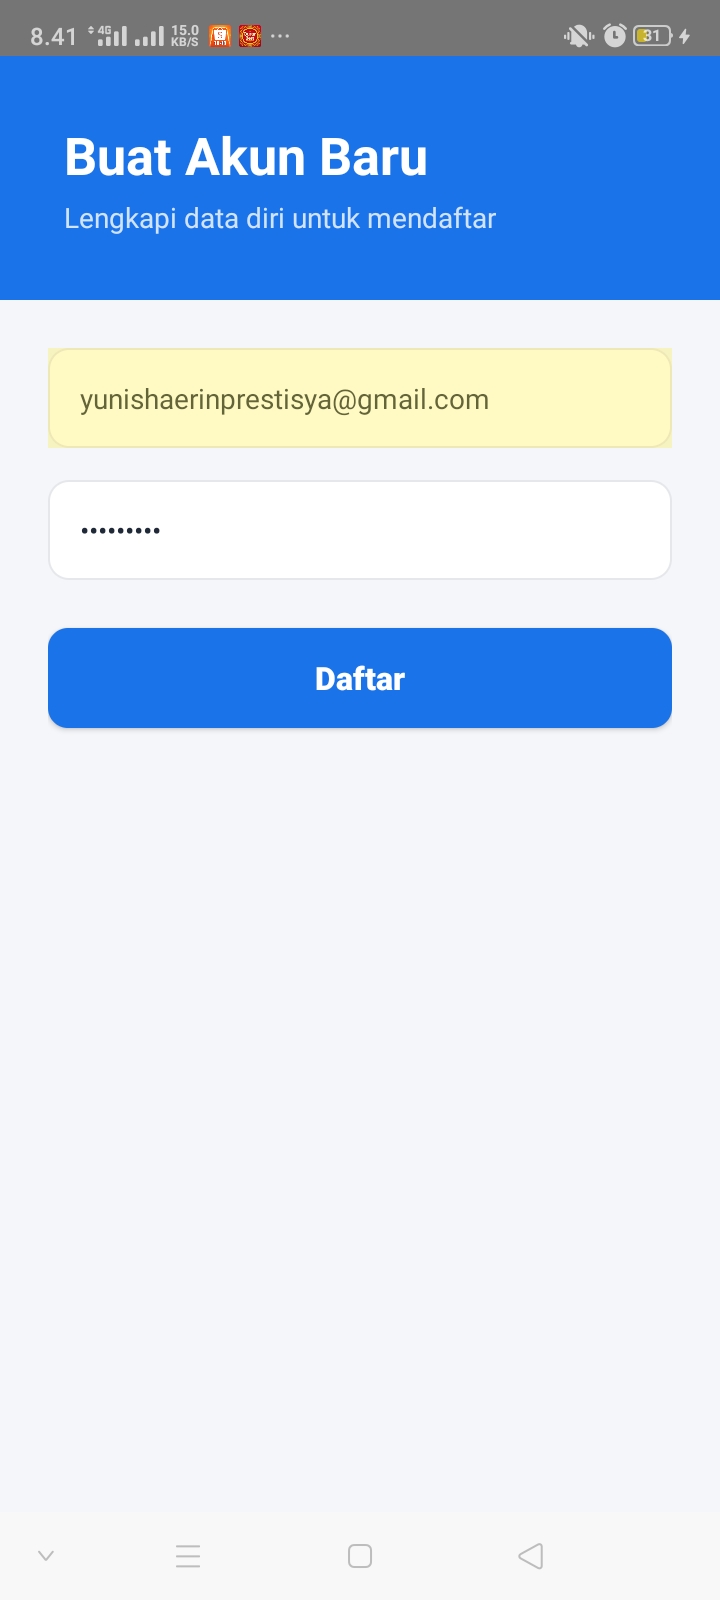 8.41 4G 15.0 KB/S ... 31
Buat Akun Baru
Lengkapi data diri untuk mendaftar
yunishaerinprestisya@gmail.com
•••••••••
Daftar